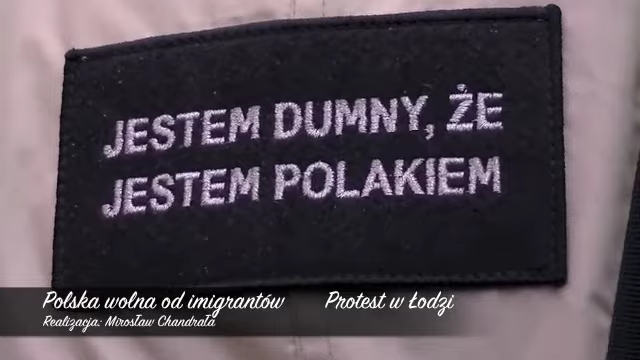 JESTEM DUMNY, ŻE
JESTEM POLAKIEM
Polska wolna od imigrantów Protest w Łodzi
Realizacja: Mirosław Chandrała